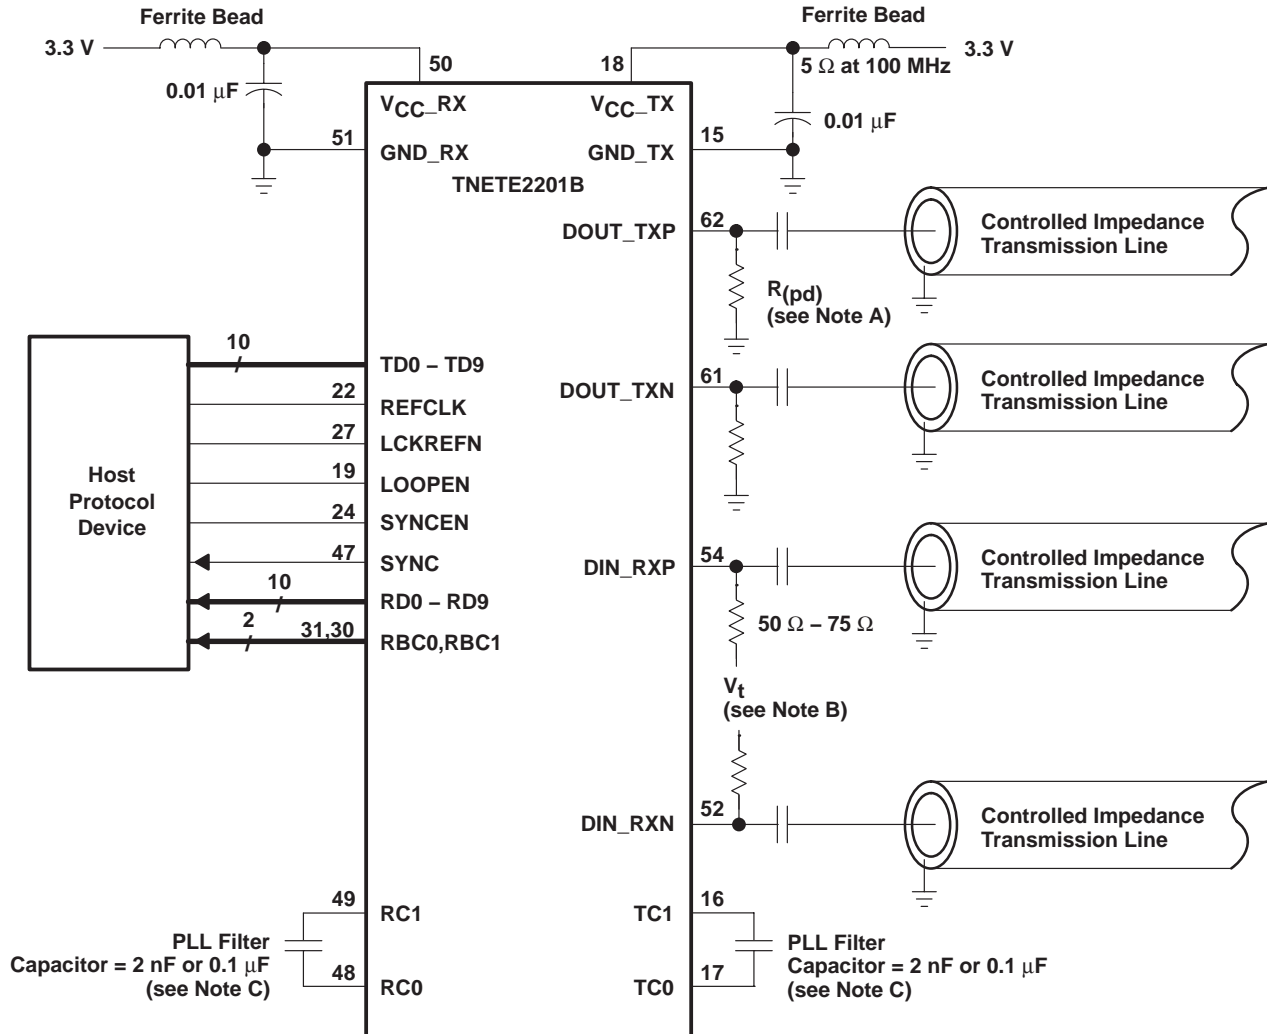 Ferrite Bead
3.3 V
0.01 μF
50
VCC_RX
51
GND_RX
Ferrite Bead
3.3 V
5 Ω at 100 MHz
18
VCC_TX
0.01 μF
15
GND_TX
TNETE2201B
DOUT_TXP
62
Controlled Impedance
Transmission Line
R(pd)
(see Note A)
DOUT_TXN
61
Controlled Impedance
Transmission Line
Host
Protocol
Device
10
TD0 – TD9
22
REFCLK
27
LCKREFN
19
LOOPEN
24
SYNCEN
47
SYNC
10
RD0 – RD9
2
31,30
RBC0,RBC1
DIN_RXP
54
Controlled Impedance
Transmission Line
50 Ω – 75 Ω
Vt
(see Note B)
DIN_RXN
52
Controlled Impedance
Transmission Line
49
RC1
PLL Filter
Capacitor = 2 nF or 0.1 μF
(see Note C)
48
RC0
TC1
16
PLL Filter
Capacitor = 2 nF or 0.1 μF
(see Note C)
TC0
17